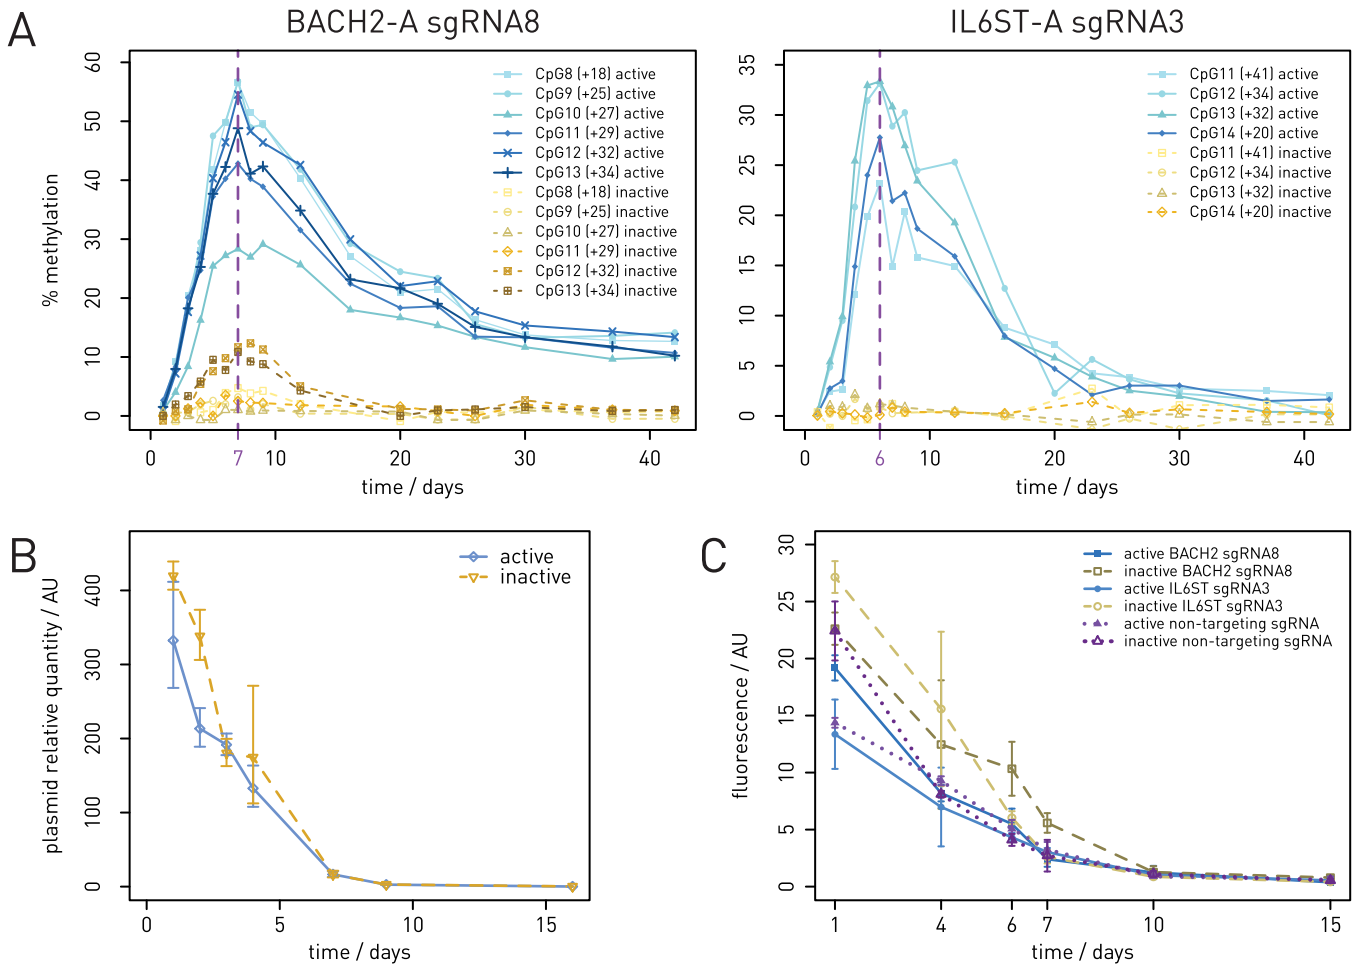 A
BACH2-A sgRNA8
% methylation
60
50
40
30
20
10
0
CpG8 (+18) active
CpG9 (+25) active
CpG10 (+27) active
CpG11 (+29) active
CpG12 (+32) active
CpG13 (+34) active
CpG8 (+18) inactive
CpG9 (+25) inactive
CpG10 (+27) inactive
CpG11 (+29) inactive
CpG12 (+32) inactive
CpG13 (+34) inactive
0 7 10 20 30 40
time / days
IL6ST-A sgRNA3
35
30
25
20
15
10
5
0
CpG11 (+41) active
CpG12 (+34) active
CpG13 (+32) active
CpG14 (+20) active
CpG11 (+41) inactive
CpG12 (+34) inactive
CpG13 (+32) inactive
CpG14 (+20) inactive
0 6 10 20 30 40
time / days
B
plasmid relative quantity / AU
400
300
200
100
0
active
inactive
0 5 10 15
time / days
C
fluorescence / AU
30
25
20
15
10
5
0
active BACH2 sgRNA8
inactive BACH2 sgRNA8
active IL6ST sgRNA3
inactive IL6ST sgRNA3
active non-targeting sgRNA
inactive non-targeting sgRNA
1 4 6 7 10 15
time / days